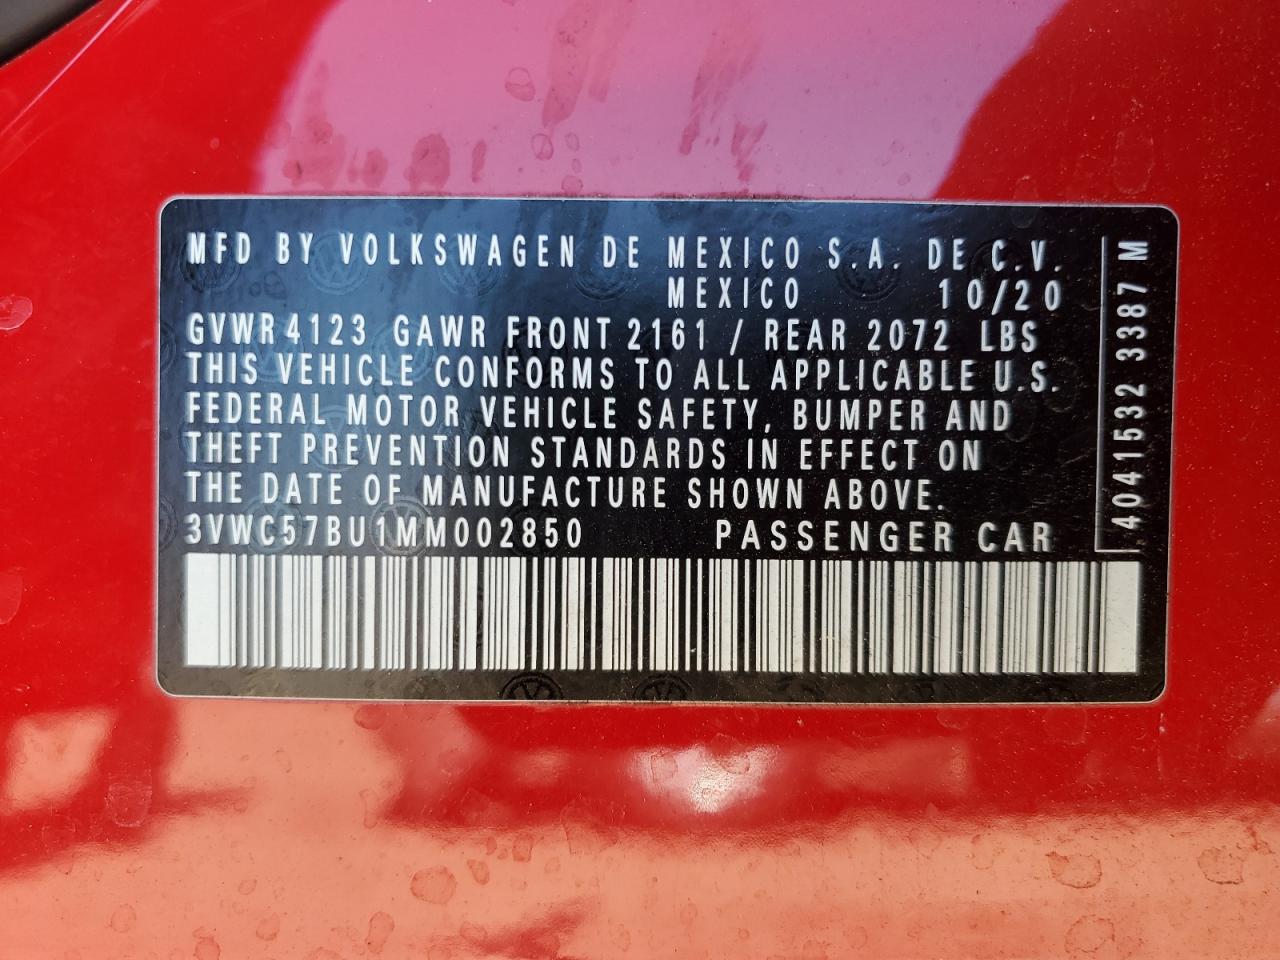 MFD BY VOLKSWAGEN DE MEXICO S.A. DE C.V.
MEXICO 10/20
GVWR 4123 GAWR FRONT 2161 / REAR 2072 LBS
THIS VEHICLE CONFORMS TO ALL APPLICABLE U.S.
FEDERAL MOTOR VEHICLE SAFETY, BUMPER AND
THEFT PREVENTION STANDARDS IN EFFECT ON
THE DATE OF MANUFACTURE SHOWN ABOVE.
3VWC57BU1MM002850 PASSENGER CAR
4041532 3387 M